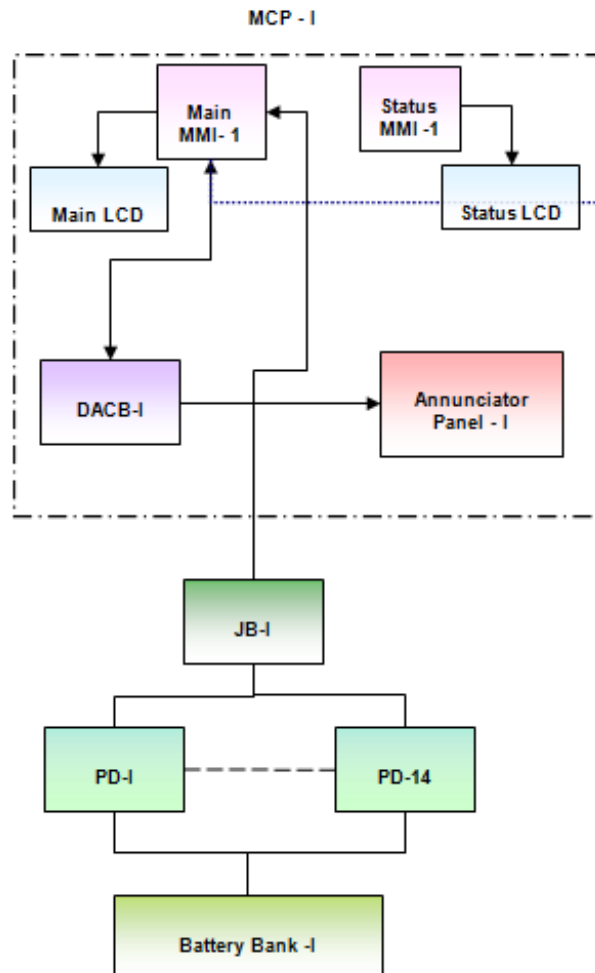 MCP - I
Main
MMI- 1
Status
MMI -1
Main LCD
Status LCD
DACB-I
Annunciator
Panel - I
JB-I
PD-I
PD-14
Battery Bank -I